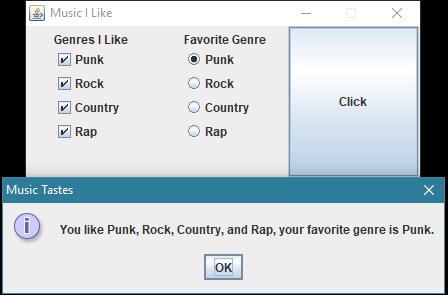 Music I Like
Genres I Like Favorite Genre
Punk Punk
Rock Rock
Country Country
Rap Rap
Click
Music Tastes
You like Punk, Rock, Country, and Rap, your favorite genre is Punk.
OK